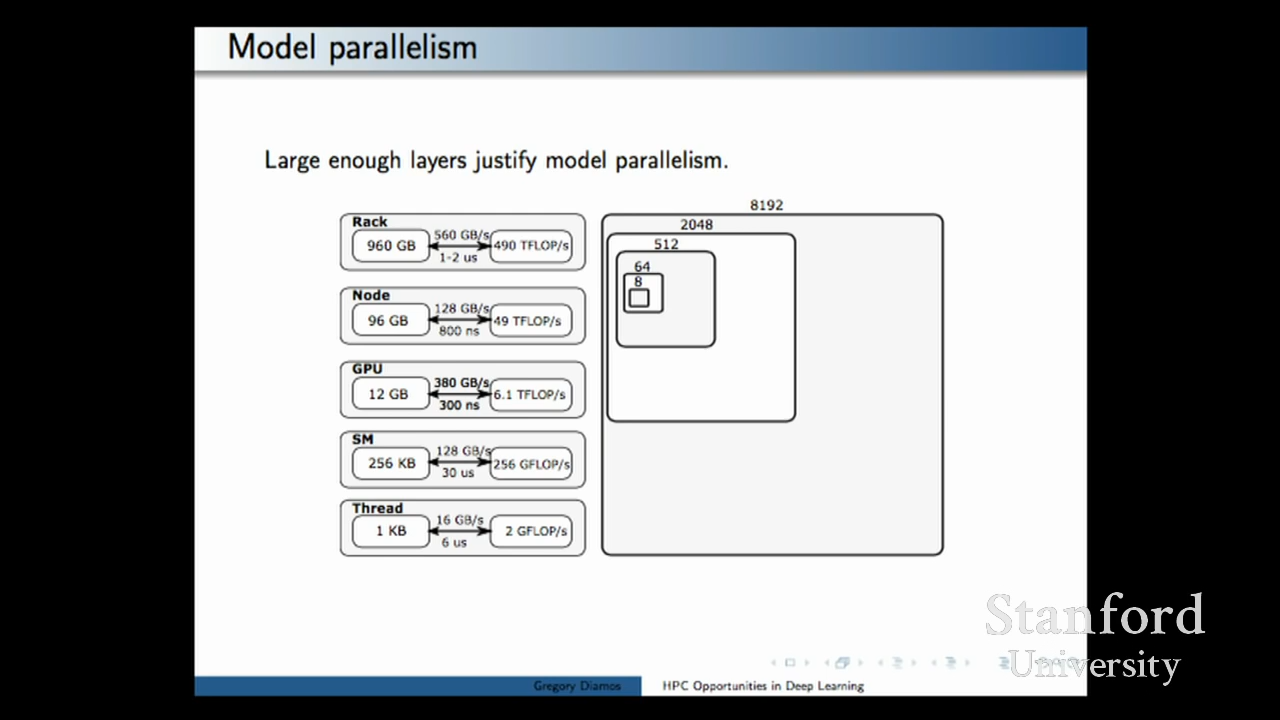 Model parallelism
Large enough layers justify model parallelism.
Rack
960 GB
560 GB/s
1-2 us
490 TFLOP/s
Node
96 GB
128 GB/s
800 ns
49 TFLOP/s
GPU
12 GB
380 GB/s
300 ns
6.1 TFLOP/s
SM
256 KB
128 GB/s
30 us
256 GFLOP/s
Thread
1 KB
16 GB/s
6 us
2 GFLOP/s
8192
2048
512
64
8
Stanford
University
Gregory Diamos
HPC Opportunities in Deep Learning